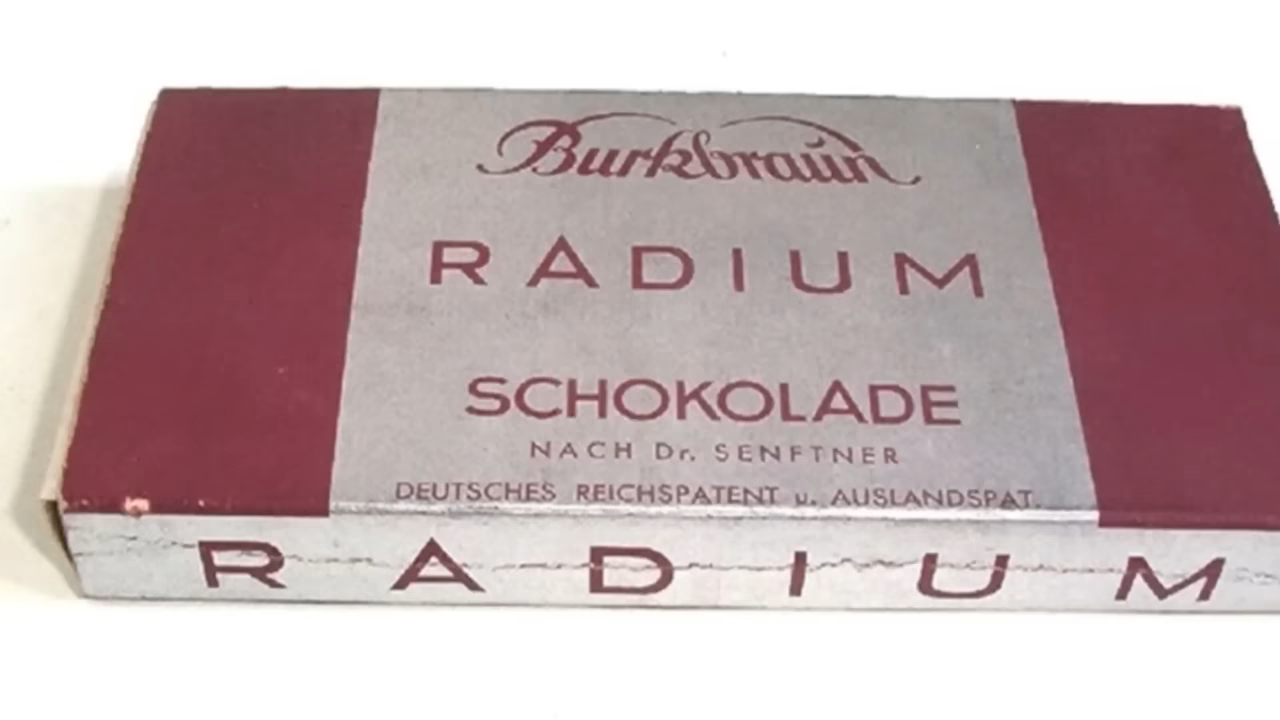 Burkbraun
RADIUM
SCHOKOLADE
NACH Dr. SENFTNER
DEUTSCHES REICHSPATENT u. AUSLANDSPAT.
RADIUM